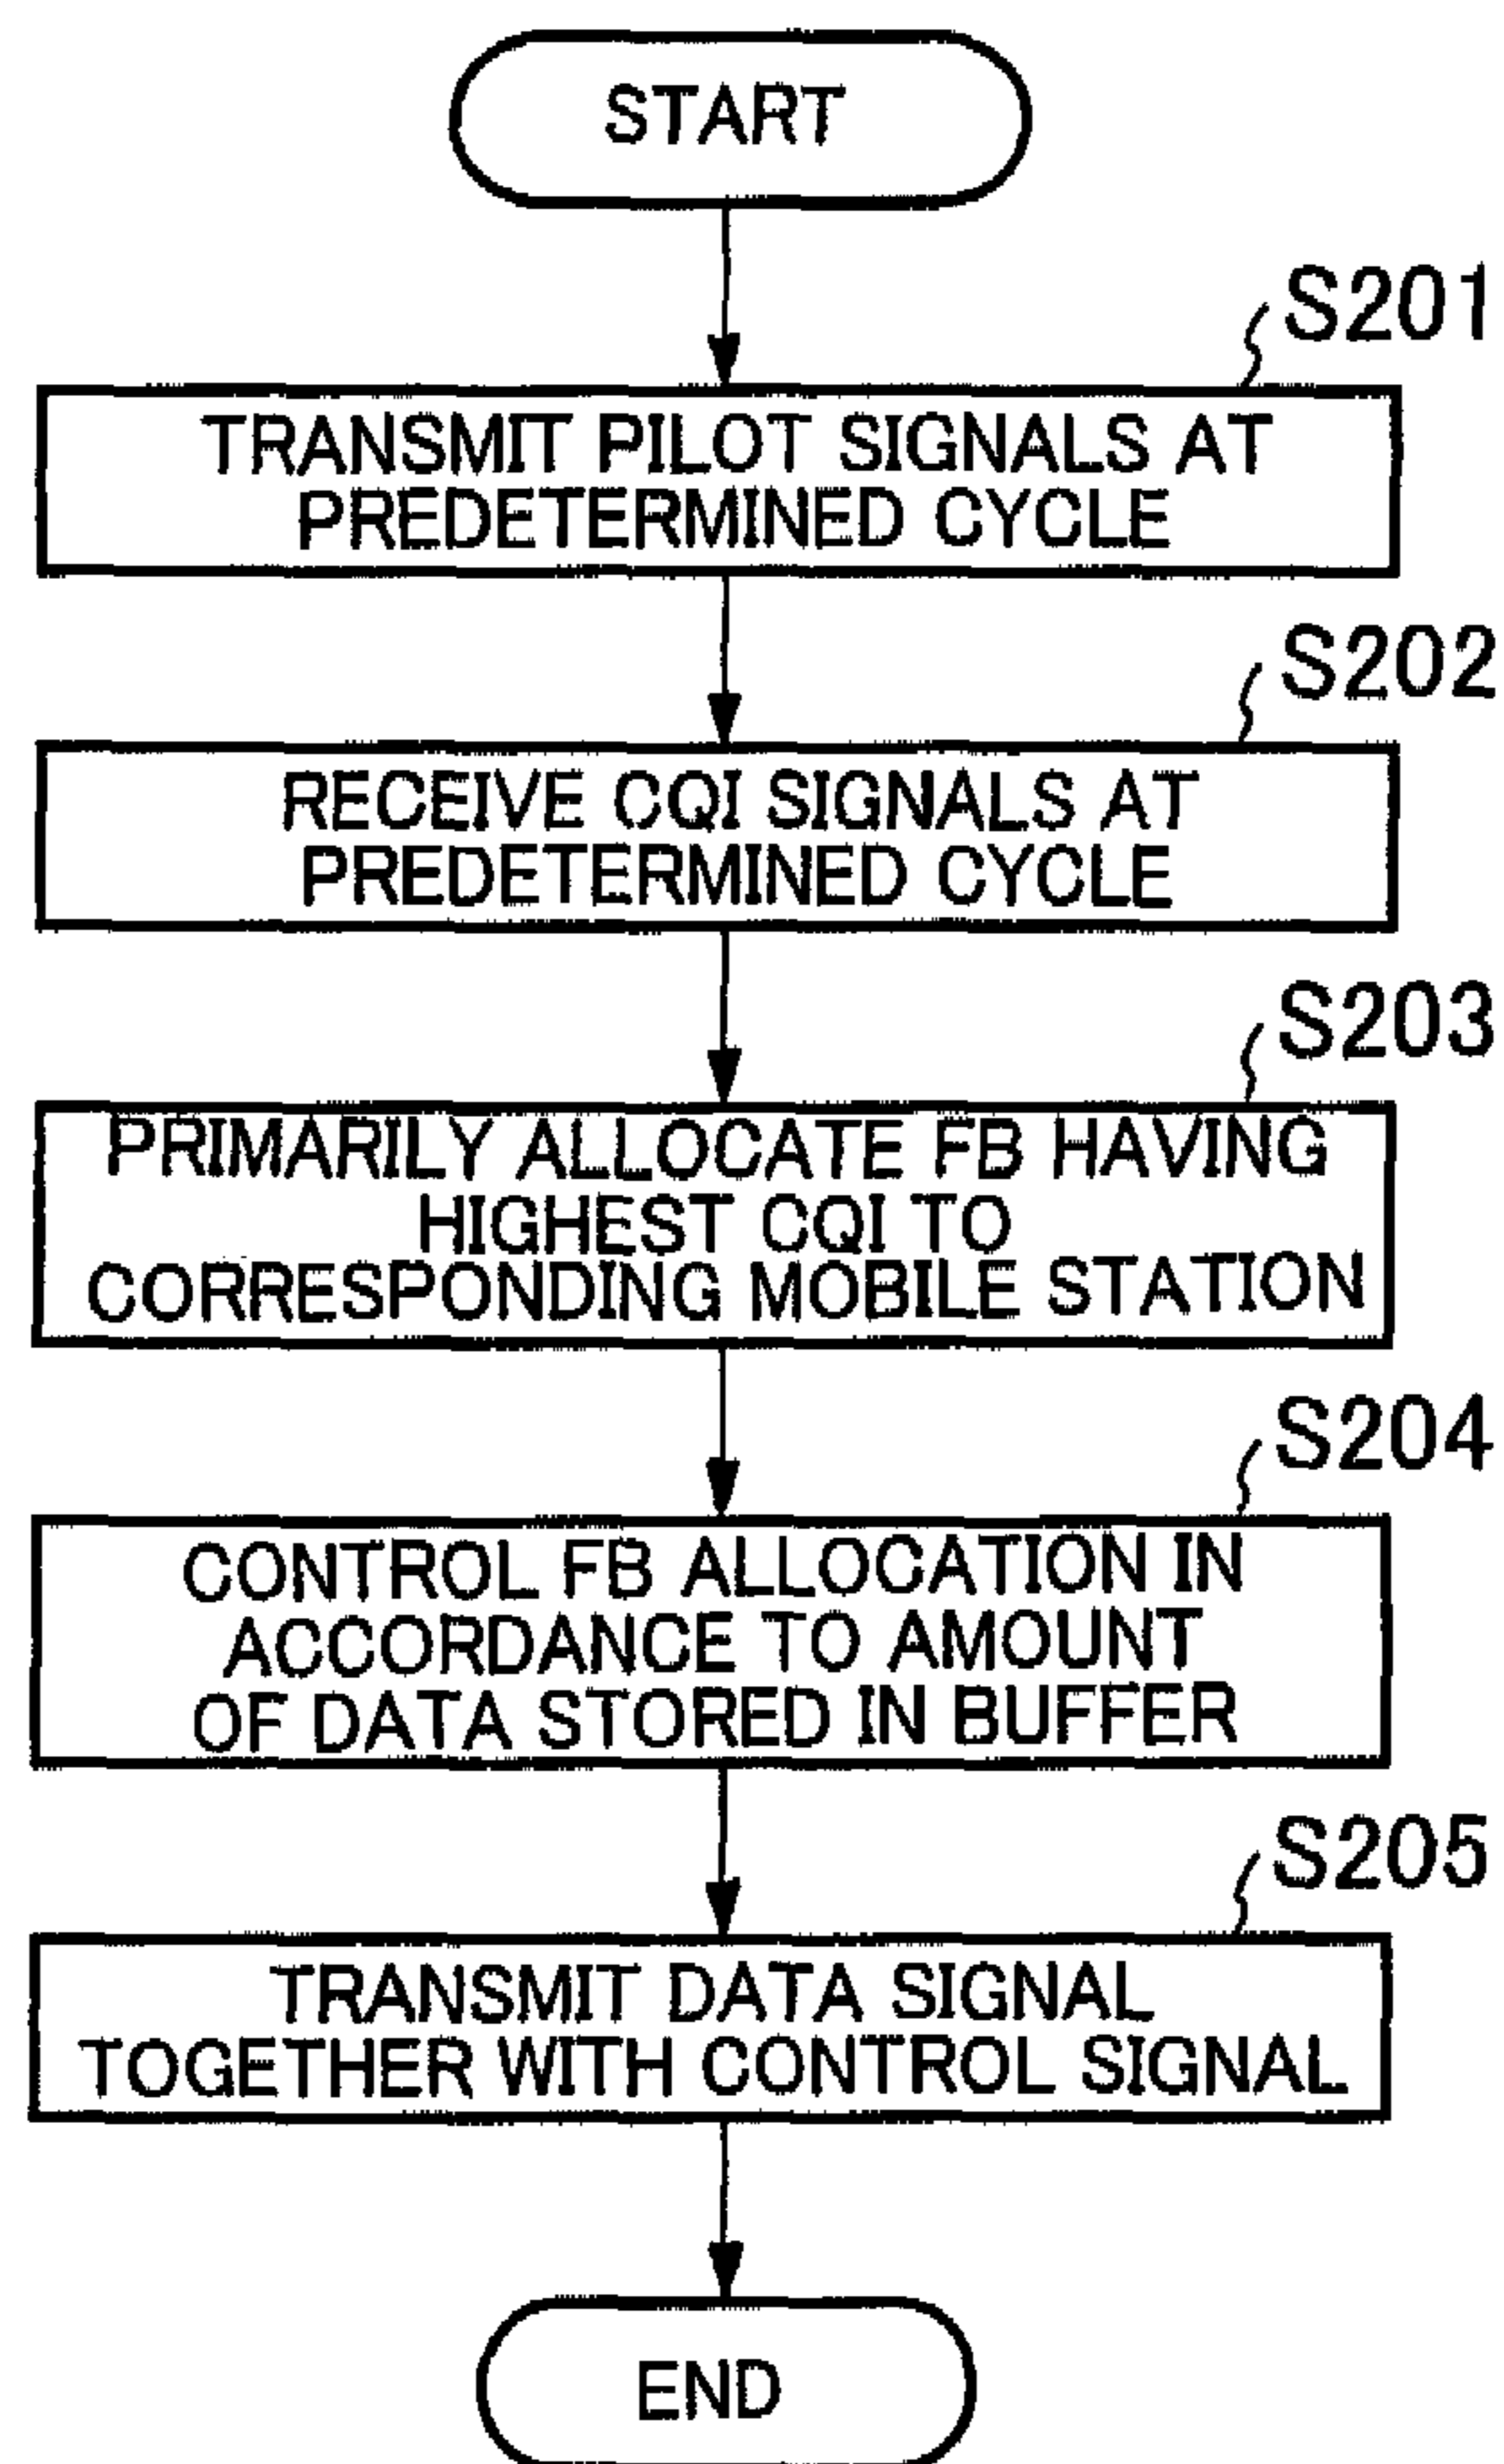 START
S201
TRANSMIT PILOT SIGNALS AT
PREDETERMINED CYCLE
S202
RECEIVE CQI SIGNALS AT
PREDETERMINED CYCLE
S203
PRIMARILY ALLOCATE FB HAVING
HIGHEST CQI TO
CORRESPONDING MOBILE STATION
S204
CONTROL FB ALLOCATION IN
ACCORDANCE TO AMOUNT
OF DATA STORED IN BUFFER
S205
TRANSMIT DATA SIGNAL
TOGETHER WITH CONTROL SIGNAL
END